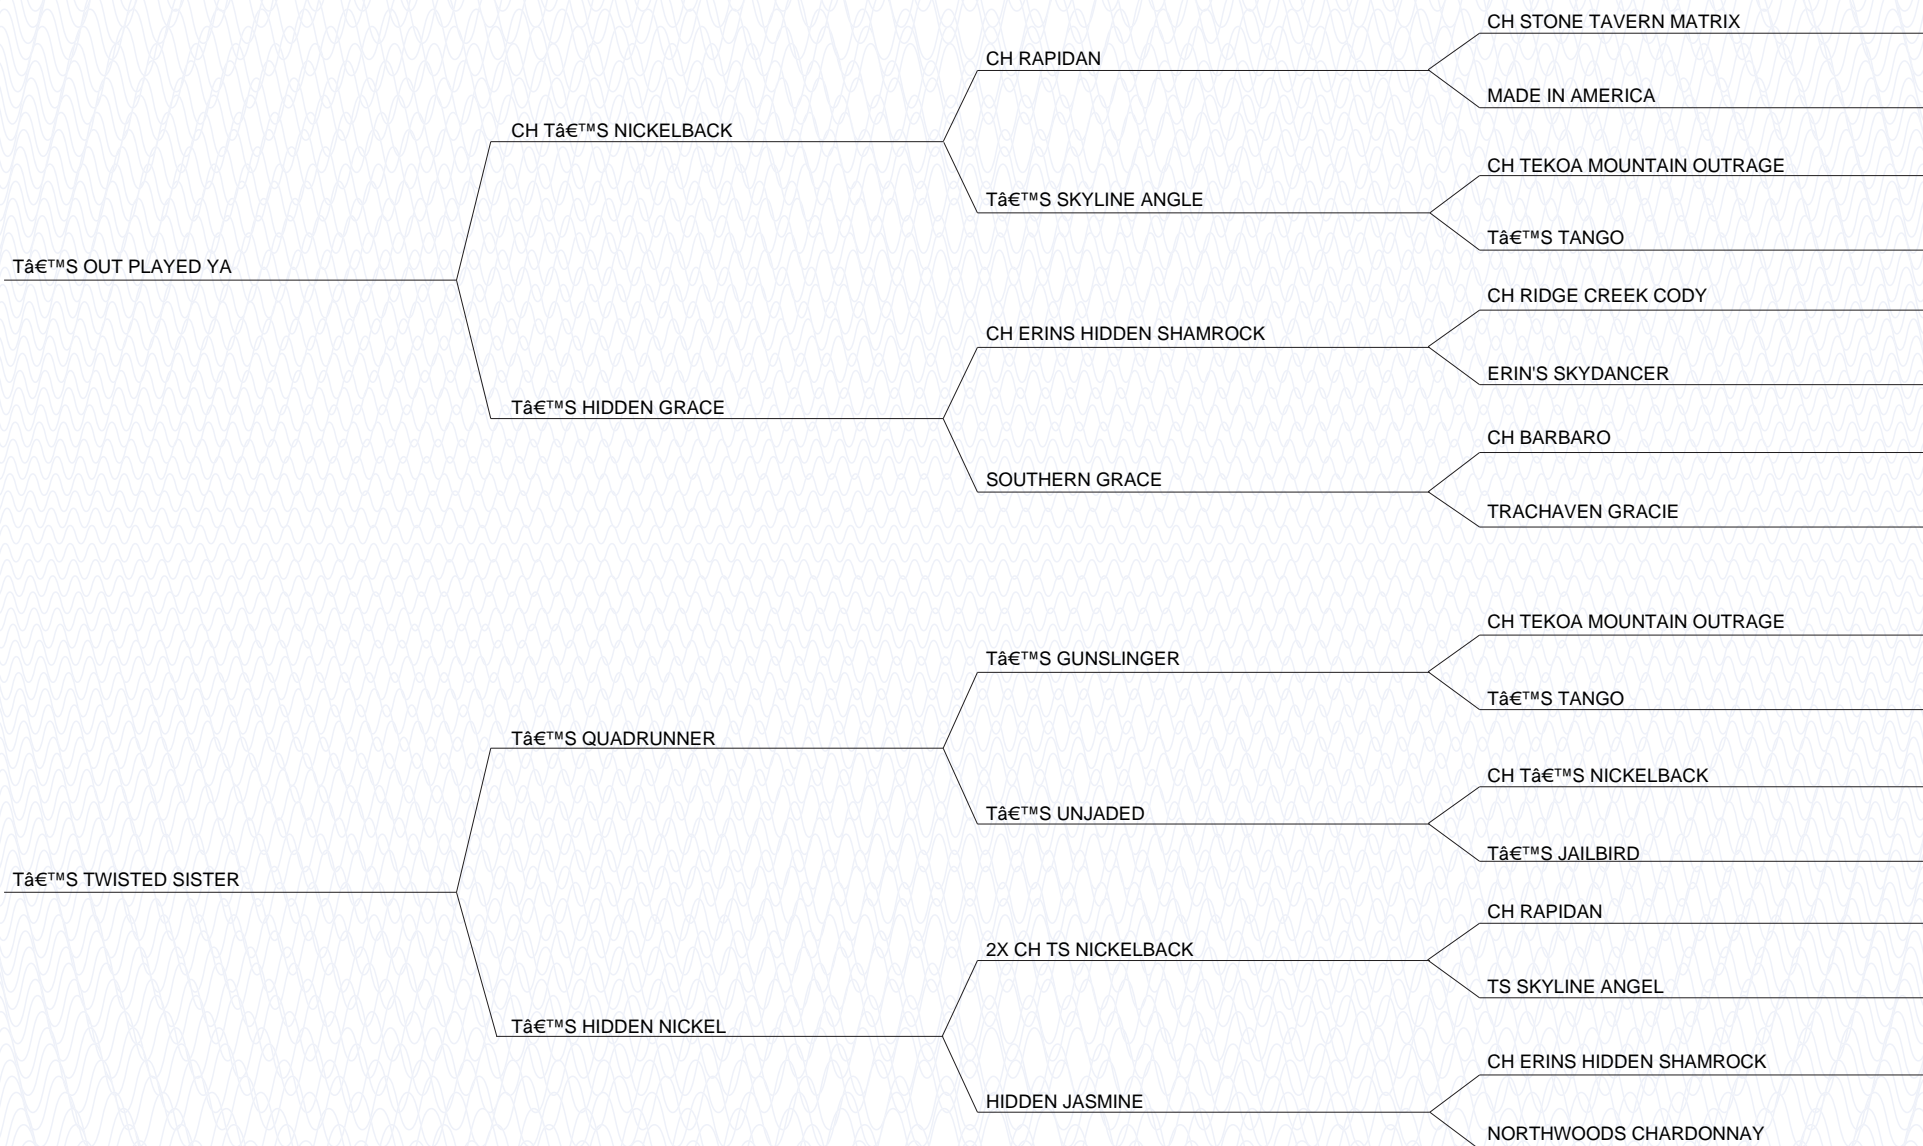 CH STONE TAVERN MATRIX
CH RAPIDAN
MADE IN AMERICA
CH Tâ€™S NICKELBACK
CH TEKOA MOUNTAIN OUTRAGE
Tâ€™S SKYLINE ANGLE
Tâ€™S TANGO
Tâ€™S OUT PLAYED YA
CH RIDGE CREEK CODY
CH ERINS HIDDEN SHAMROCK
ERIN'S SKYDANCER
Tâ€™S HIDDEN GRACE
CH BARBARO
SOUTHERN GRACE
TRACHAVEN GRACIE
CH TEKOA MOUNTAIN OUTRAGE
Tâ€™S GUNSLINGER
Tâ€™S TANGO
Tâ€™S QUADRUNNER
CH Tâ€™S NICKELBACK
Tâ€™S UNJADED
Tâ€™S JAILBIRD
Tâ€™S TWISTED SISTER
CH RAPIDAN
2X CH TS NICKELBACK
TS SKYLINE ANGEL
Tâ€™S HIDDEN NICKEL
CH ERINS HIDDEN SHAMROCK
HIDDEN JASMINE
NORTHWOODS CHARDONNAY